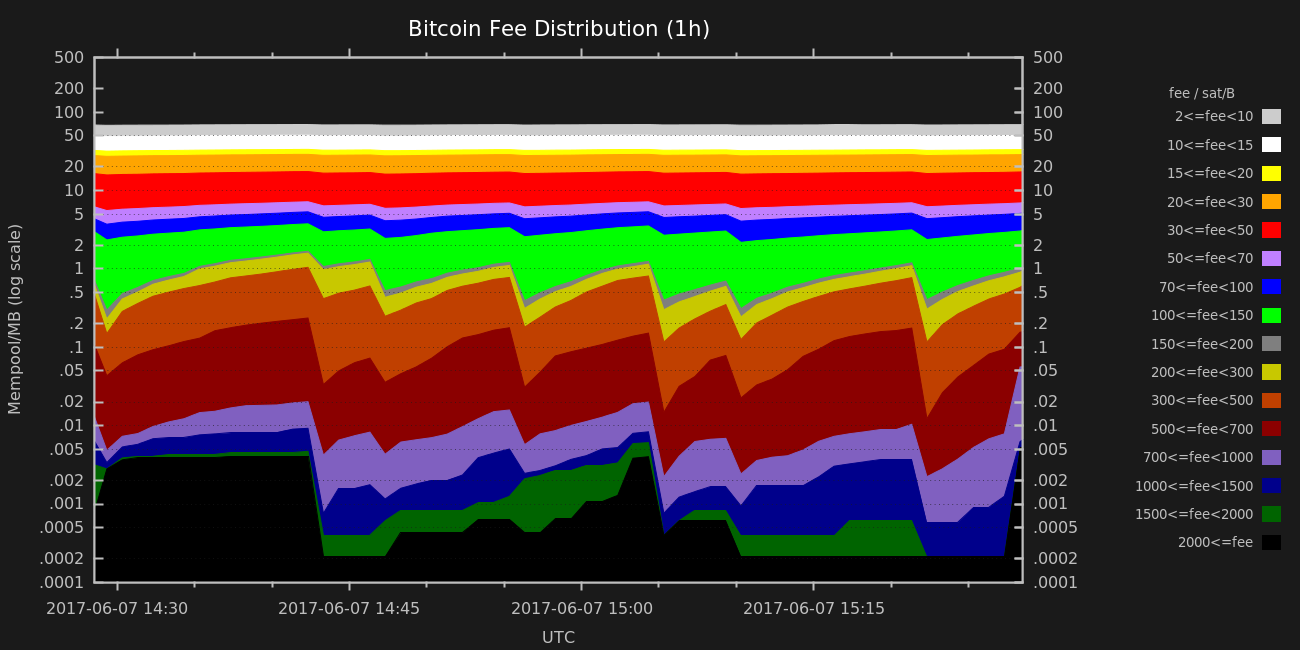 Bitcoin Fee Distribution (1h)
500 500
200 200
100 100
50 50
20 20
10 10
5 5
2 2
1 1
.5 .5
.2 .2
.1 .1
.05 .05
.02 .02
.01 .01
.005 .005
.002 .002
.001 .001
.0005 .0005
.0002 .0002
.0001 .0001
Mempool/MB (log scale)
2017-06-07 14:30 2017-06-07 14:45 2017-06-07 15:00 2017-06-07 15:15
UTC
fee / sat/B
2<=fee<10
10<=fee<15
15<=fee<20
20<=fee<30
30<=fee<50
50<=fee<70
70<=fee<100
100<=fee<150
150<=fee<200
200<=fee<300
300<=fee<500
500<=fee<700
700<=fee<1000
1000<=fee<1500
1500<=fee<2000
2000<=fee